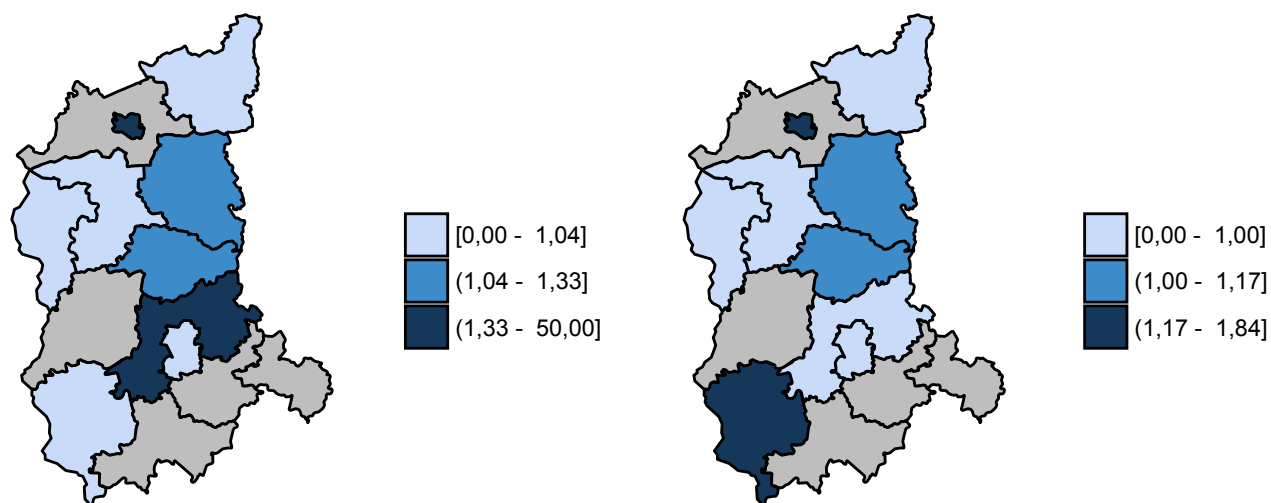 [0,00 - 1,04]
(1,04 - 1,33]
(1,33 - 50,00]
[0,00 - 1,00]
(1,00 - 1,17]
(1,17 - 1,84]